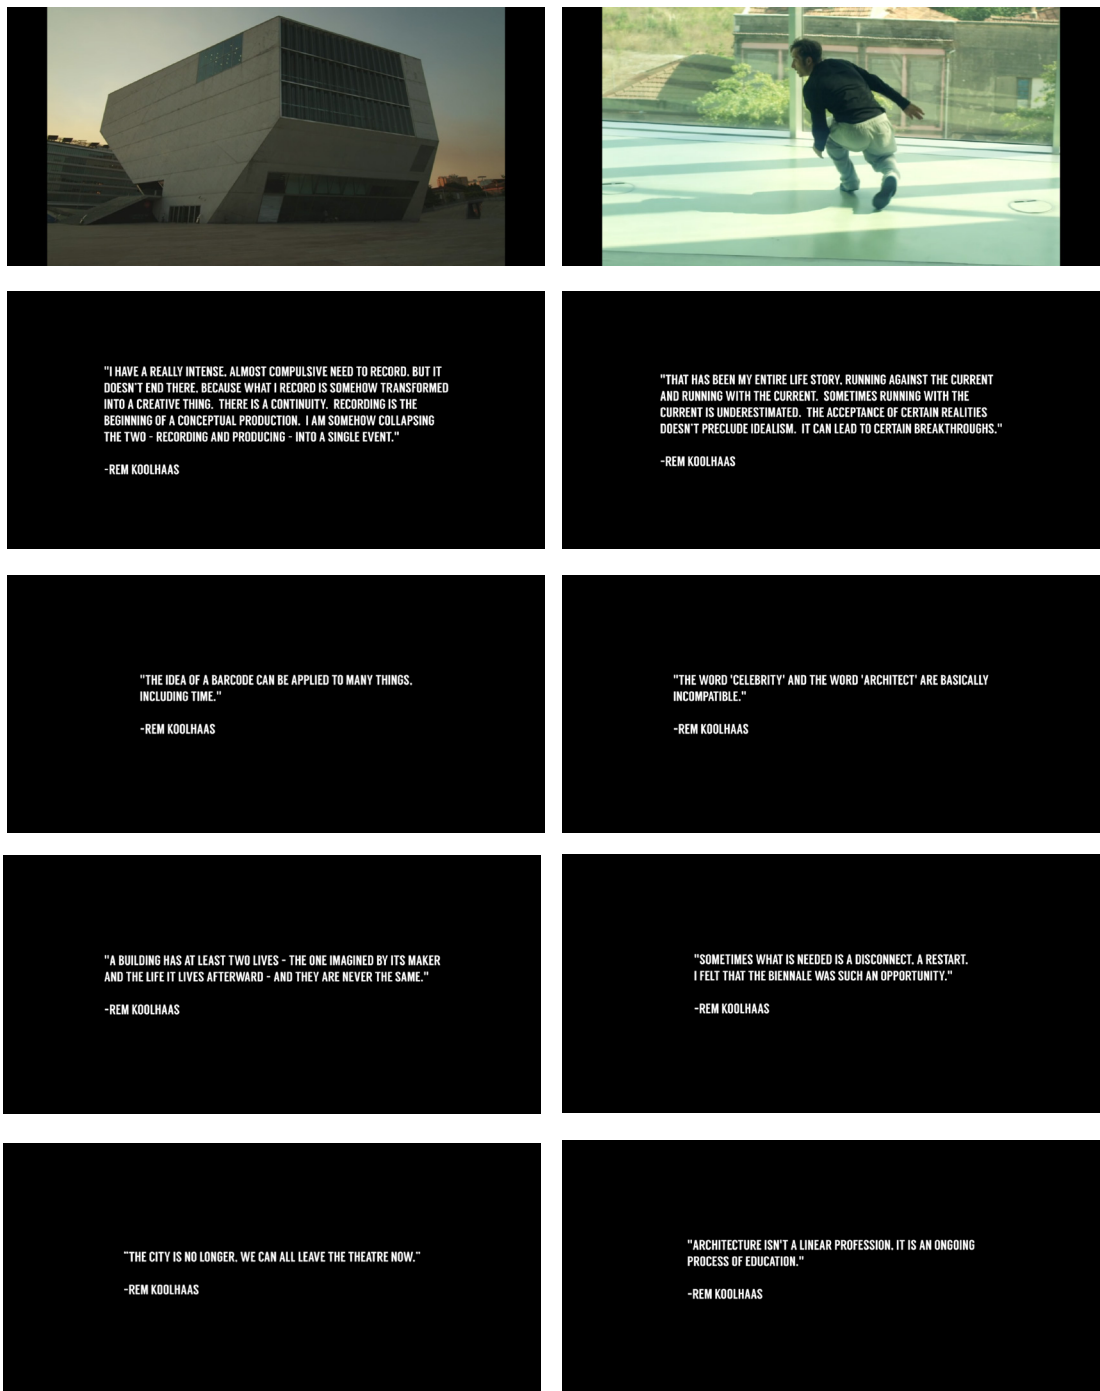 "I HAVE A REALLY INTENSE, ALMOST COMPULSIVE NEED TO RECORD. BUT IT
DOESN'T END THERE, BECAUSE WHAT I RECORD IS SOMEHOW TRANSFORMED
INTO A CREATIVE THING.  THERE IS A CONTINUITY.  RECORDING IS THE
BEGINNING OF A CONCEPTUAL PRODUCTION.  I AM SOMEHOW COLLAPSING
THE TWO - RECORDING AND PRODUCING - INTO A SINGLE EVENT."
-REM KOOLHAAS
"THAT HAS BEEN MY ENTIRE LIFE STORY. RUNNING AGAINST THE CURRENT
AND RUNNING WITH THE CURRENT.  SOMETIMES RUNNING WITH THE
CURRENT IS UNDERESTIMATED.  THE ACCEPTANCE OF CERTAIN REALITIES
DOESN'T PRECLUDE IDEALISM.  IT CAN LEAD TO CERTAIN BREAKTHROUGHS."
-REM KOOLHAAS
"THE IDEA OF A BARCODE CAN BE APPLIED TO MANY THINGS,
INCLUDING TIME."
-REM KOOLHAAS
"THE WORD 'CELEBRITY' AND THE WORD 'ARCHITECT' ARE BASICALLY
INCOMPATIBLE."
-REM KOOLHAAS
"A BUILDING HAS AT LEAST TWO LIVES - THE ONE IMAGINED BY ITS MAKER
AND THE LIFE IT LIVES AFTERWARD - AND THEY ARE NEVER THE SAME."
-REM KOOLHAAS
"SOMETIMES WHAT IS NEEDED IS A DISCONNECT, A RESTART.
I FELT THAT THE BIENNALE WAS SUCH AN OPPORTUNITY."
-REM KOOLHAAS
"THE CITY IS NO LONGER. WE CAN ALL LEAVE THE THEATRE NOW."
-REM KOOLHAAS
"ARCHITECTURE ISN'T A LINEAR PROFESSION, IT IS AN ONGOING
PROCESS OF EDUCATION."
-REM KOOLHAAS